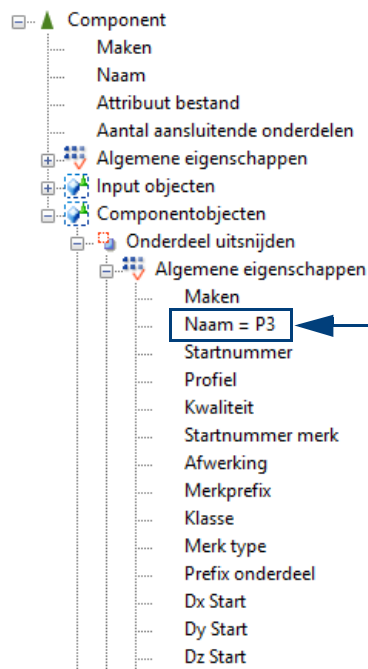 Component
Maken
Naam
Attribuut bestand
Aantal aansluitende onderdelen
Algemene eigenschappen
Input objecten
Componentobjecten
Onderdeel uitsnijden
Algemene eigenschappen
Maken
Naam = P3
Startnummer
Profiel
Kwaliteit
Startnummer merk
Afwerking
Merkprefix
Klasse
Merk type
Prefix onderdeel
Dx Start
Dy Start
Dz Start